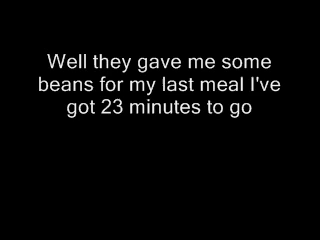 Well they gave me some
beans for my last meal I've
got 23 minutes to go